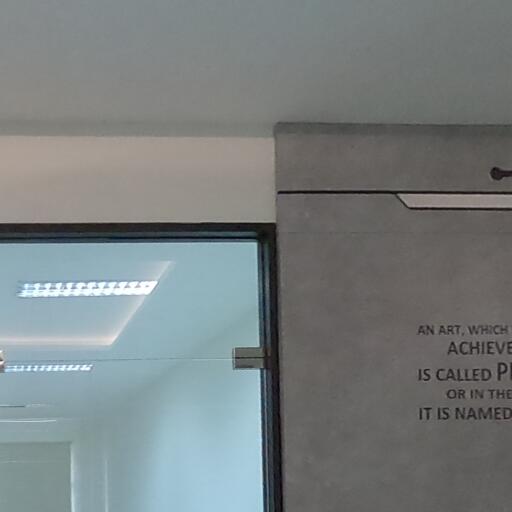 AN ART, WHICH
ACHIEVE
IS CALLED
OR IN THE
IT IS NAMED